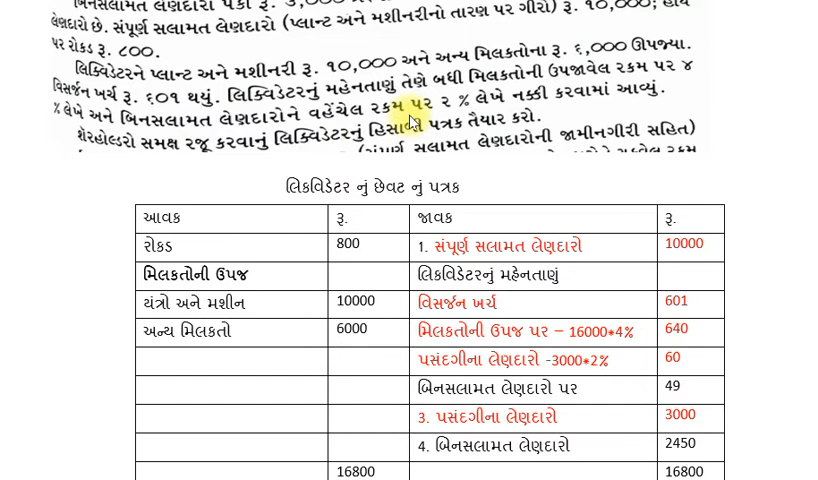 બિનસલામત લેણદારો
લેણદારો છે. સંપૂર્ણ સલામત લેણદારો (પ્લાન્ટ અને મશીનરીનો તારણ પર ગીરો) રૂ. ૧૦,૦૦૦; હાથ
પર રોકડ રૂ. ૮૦૦.
લિક્વિડેટરને પ્લાન્ટ અને મશીનરી રૂ. ૧૦,૦૦૦ અને અન્ય મિલકતોના રૂ. ૬,૦૦૦ ઊપજ્યા.
વિસર્જન ખર્ચ રૂ. ૬૦૧ થયું. લિક્વિડેટરનું મહેનતાણું તેણે બધી મિલકતોની ઉપજાવેલ રકમ પર ૪
% લેખે અને બિનસલામત લેણદારોને વહેંચેલ રકમ પર ૨ % લેખે નક્કી કરવામાં આવ્યું.
શૅરહોલ્ડરો સમક્ષ રજૂ કરવાનું લિક્વિડેટરનું હિસાબી પત્રક તૈયાર કરો.
(સંપૂર્ણ સલામત લેણદારોની જામીનગીરી સહિત)
લિકવિડેટર નું છેવટ નું પત્રક
આવક રૂ. જાવક રૂ.
રોકડ 800 1. સંપૂર્ણ સલામત લેણદારો 10000
મિલકતોની ઉપજ લિકવિડેટરનું મહેનતાણું
યંત્રો અને મશીન 10000 વિસર્જન ખર્ચ 601
અન્ય મિલકતો 6000 મિલકતોની ઉપજ પર – 16000*4% 640
પસંદગીના લેણદારો -3000*2% 60
બિનસલામત લેણદારો પર 49
3. પસંદગીના લેણદારો 3000
4. બિનસલામત લેણદારો 2450
16800 16800